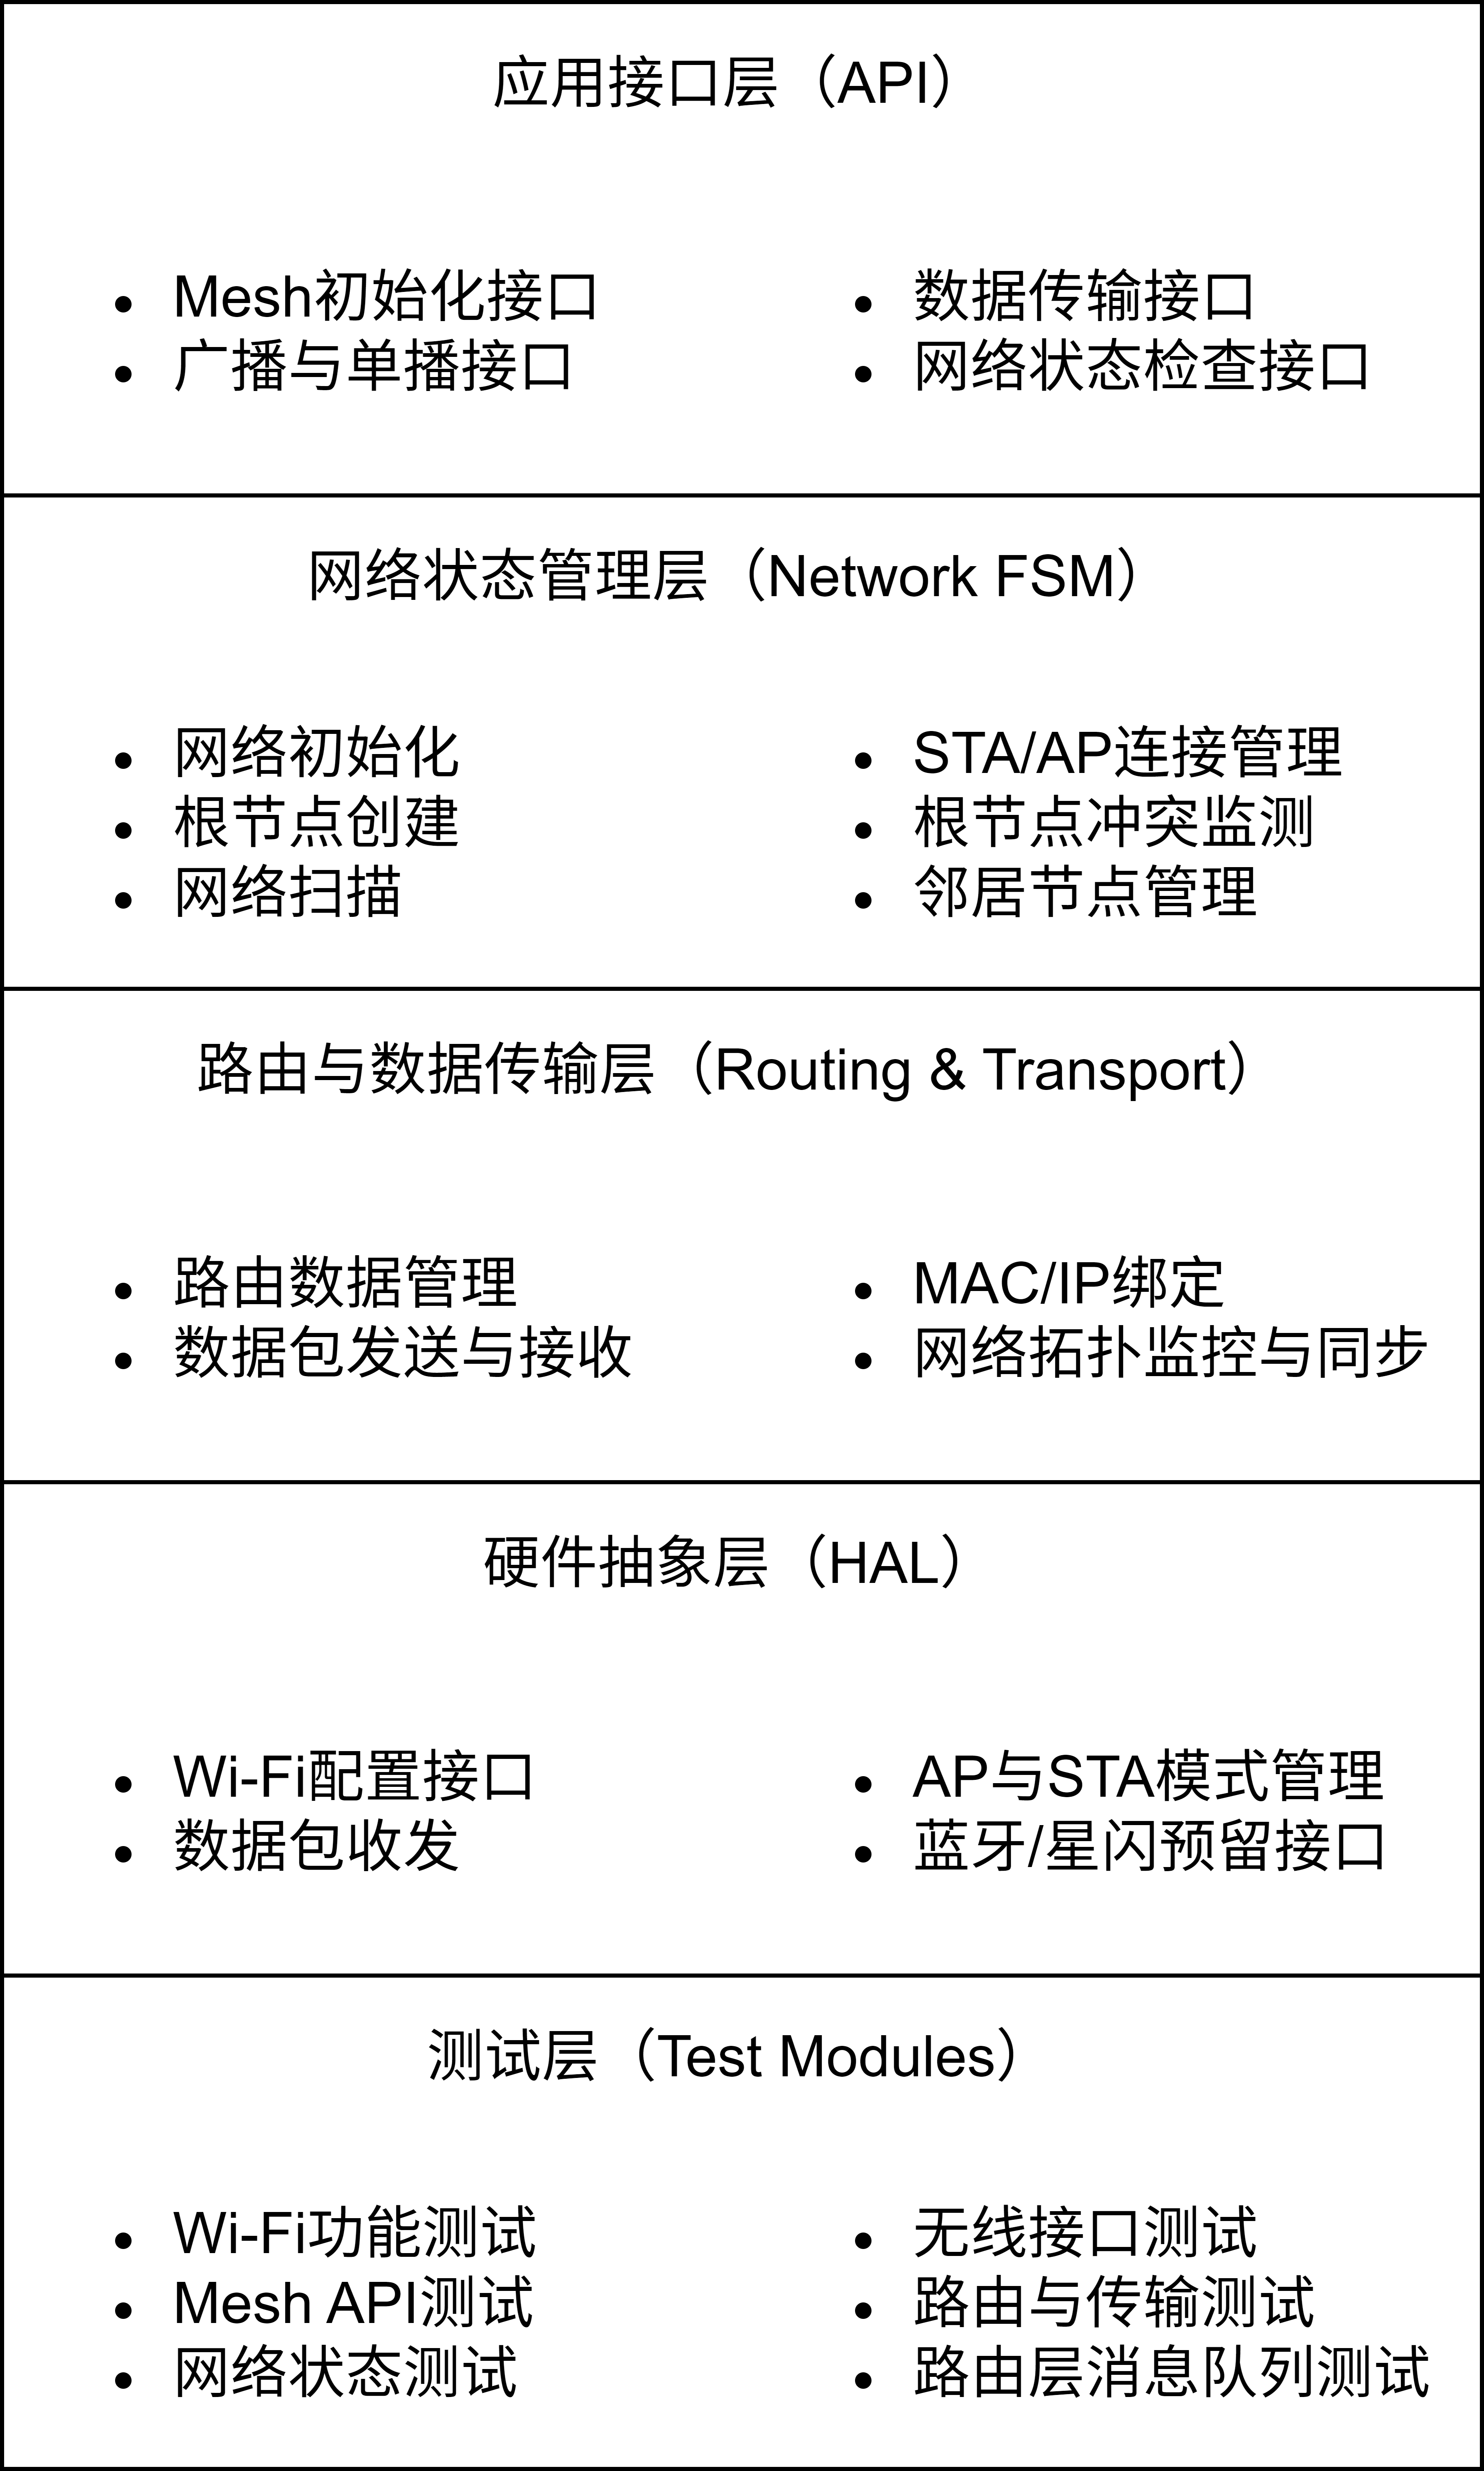 应用接口层（API）
Mesh初始化接口
广播与单播接口
数据传输接口
网络状态检查接口
网络状态管理层（Network FSM）
网络初始化
根节点创建
网络扫描
STA/AP连接管理
根节点冲突监测
邻居节点管理
路由与数据传输层（Routing & Transport）
路由数据管理
数据包发送与接收
MAC/IP绑定
网络拓扑监控与同步
硬件抽象层（HAL）
Wi-Fi配置接口
数据包收发
AP与STA模式管理
蓝牙/星闪预留接口
测试层（Test Modules）
Wi-Fi功能测试
Mesh API测试
网络状态测试
无线接口测试
路由与传输测试
路由层消息队列测试